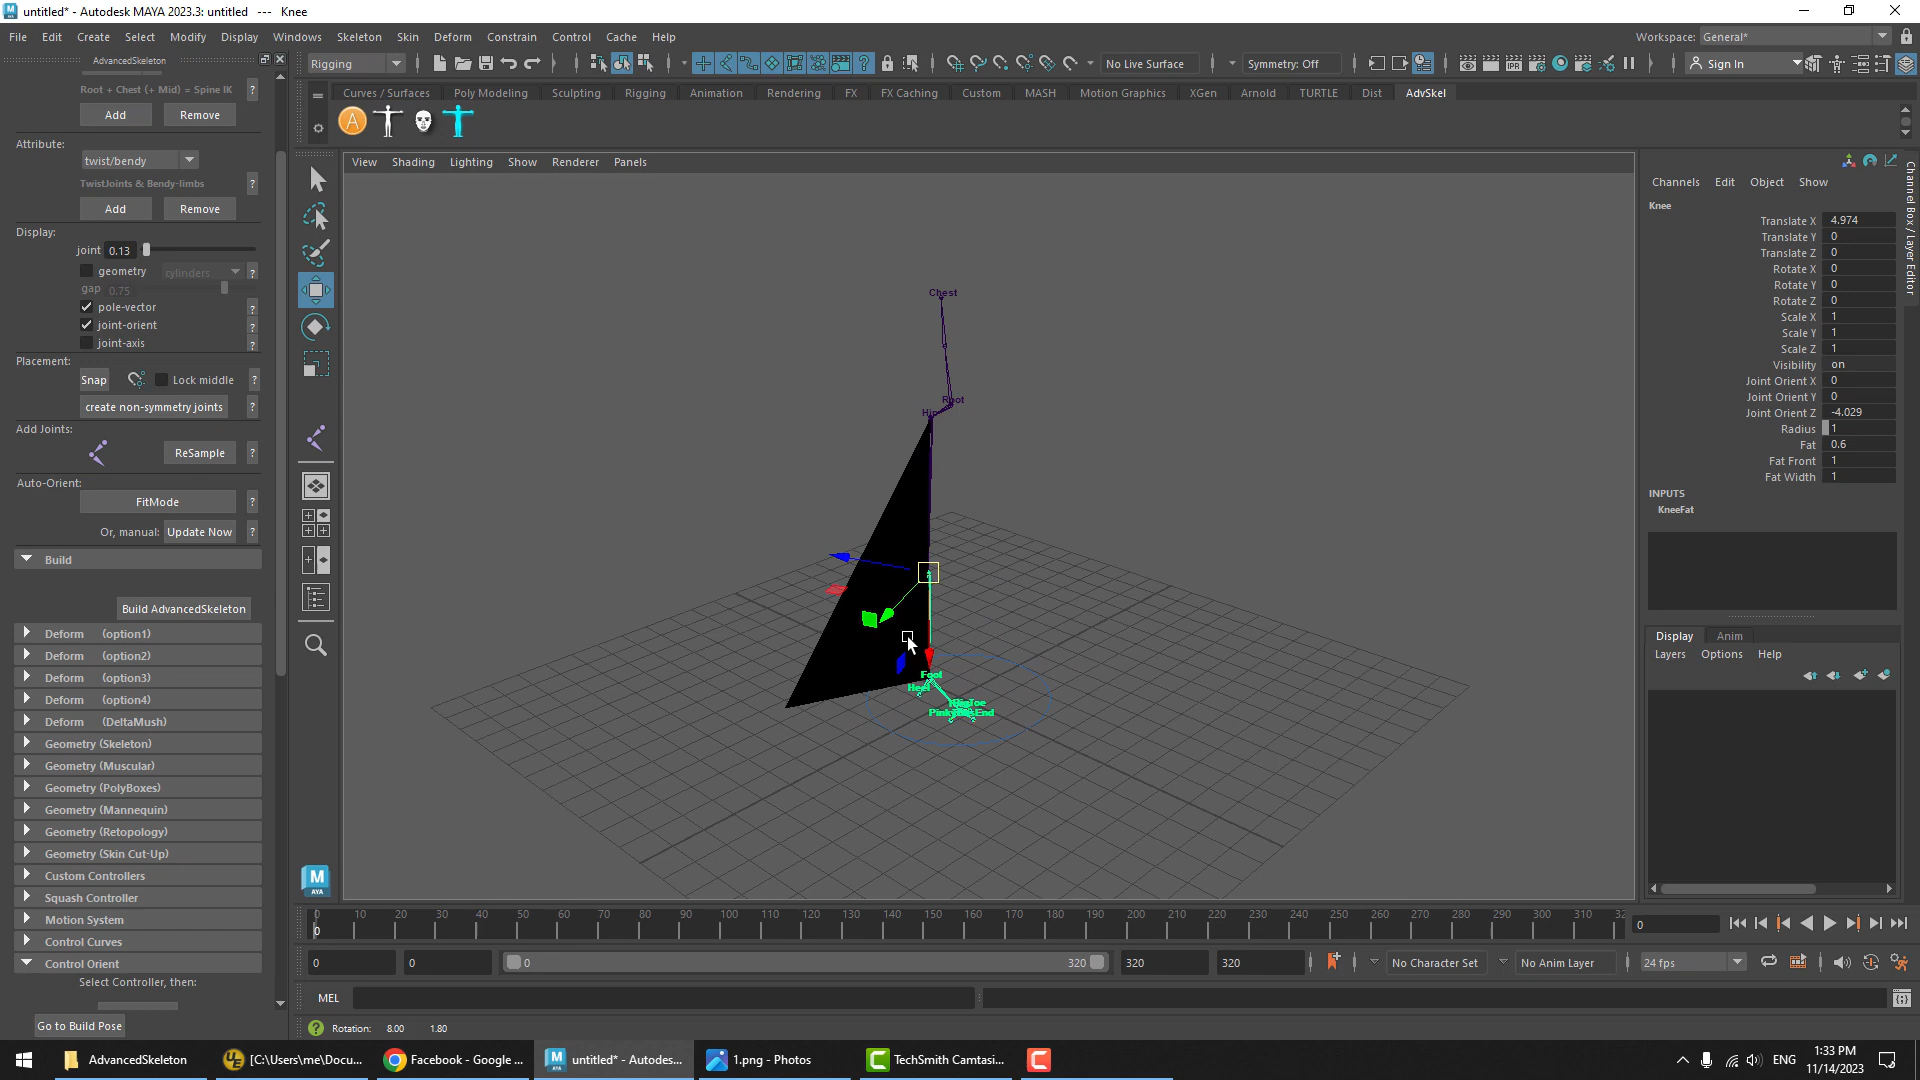 untitled* - Autodesk MAYA 2023.3: untitled --- Knee
File Edit Create Select Modify Display Windows Skeleton Skin Deform Constrain Control Cache Help
Workspace: General*
AdvancedSkeleton
Rigging
No Live Surface
Symmetry: Off
Sign In
Root + Chest (+ Mid) = Spine IK ?
Add Remove
Attribute:
twist/bendy
TwistJoints & Bendy-limbs ?
Add Remove
Display:
joint 0.13
geometry cylinders ?
gap 0.75
pole-vector ?
joint-orient ?
joint-axis ?
Placement:
Snap Lock middle ?
create non-symmetry joints ?
Add Joints:
ReSample ?
Auto-Orient:
FitMode ?
Or, manual: Update Now ?
Build
Build AdvancedSkeleton
Deform (option1)
Deform (option2)
Deform (option3)
Deform (option4)
Deform (DeltaMush)
Geometry (Skeleton)
Geometry (Muscular)
Geometry (PolyBoxes)
Geometry (Mannequin)
Geometry (Retopology)
Geometry (Skin Cut-Up)
Custom Controllers
Squash Controller
Motion System
Control Curves
Control Orient
Select Controller, then:
Go to Build Pose
Curves / Surfaces Poly Modeling Sculpting Rigging Animation Rendering FX FX Caching Custom MASH Motion Graphics XGen Arnold TURTLE Dist AdvSkel
View Shading Lighting Show Renderer Panels
Chest
Root
Hip
Heel
Channels Edit Object Show
Knee
Translate X 4.974
Translate Y 0
Translate Z 0
Rotate X 0
Rotate Y 0
Rotate Z 0
Scale X 1
Scale Y 1
Scale Z 1
Visibility on
Joint Orient X 0
Joint Orient Y 0
Joint Orient Z -4.029
Radius 1
Fat 0.6
Fat Front 1
Fat Width 1
INPUTS
KneeFat
Display Anim
Layers Options Help
Channel Box / Layer Editor
0 10 20 30 40 50 60 70 80 90 100 110 120 130 140 150 160 170 180 190 200 210 220 230 240 250 260 270 280 290 300 310
0
0
0 0 0 320 320 320
No Character Set
No Anim Layer
24 fps
MEL
Rotation: 8.00 1.80
M
AYA
AdvancedSkeleton
[C:\Users\me\Docu...
Facebook - Google ...
untitled* - Autodes...
1.png - Photos
TechSmith Camtasi...
ENG
1:33 PM
11/14/2023